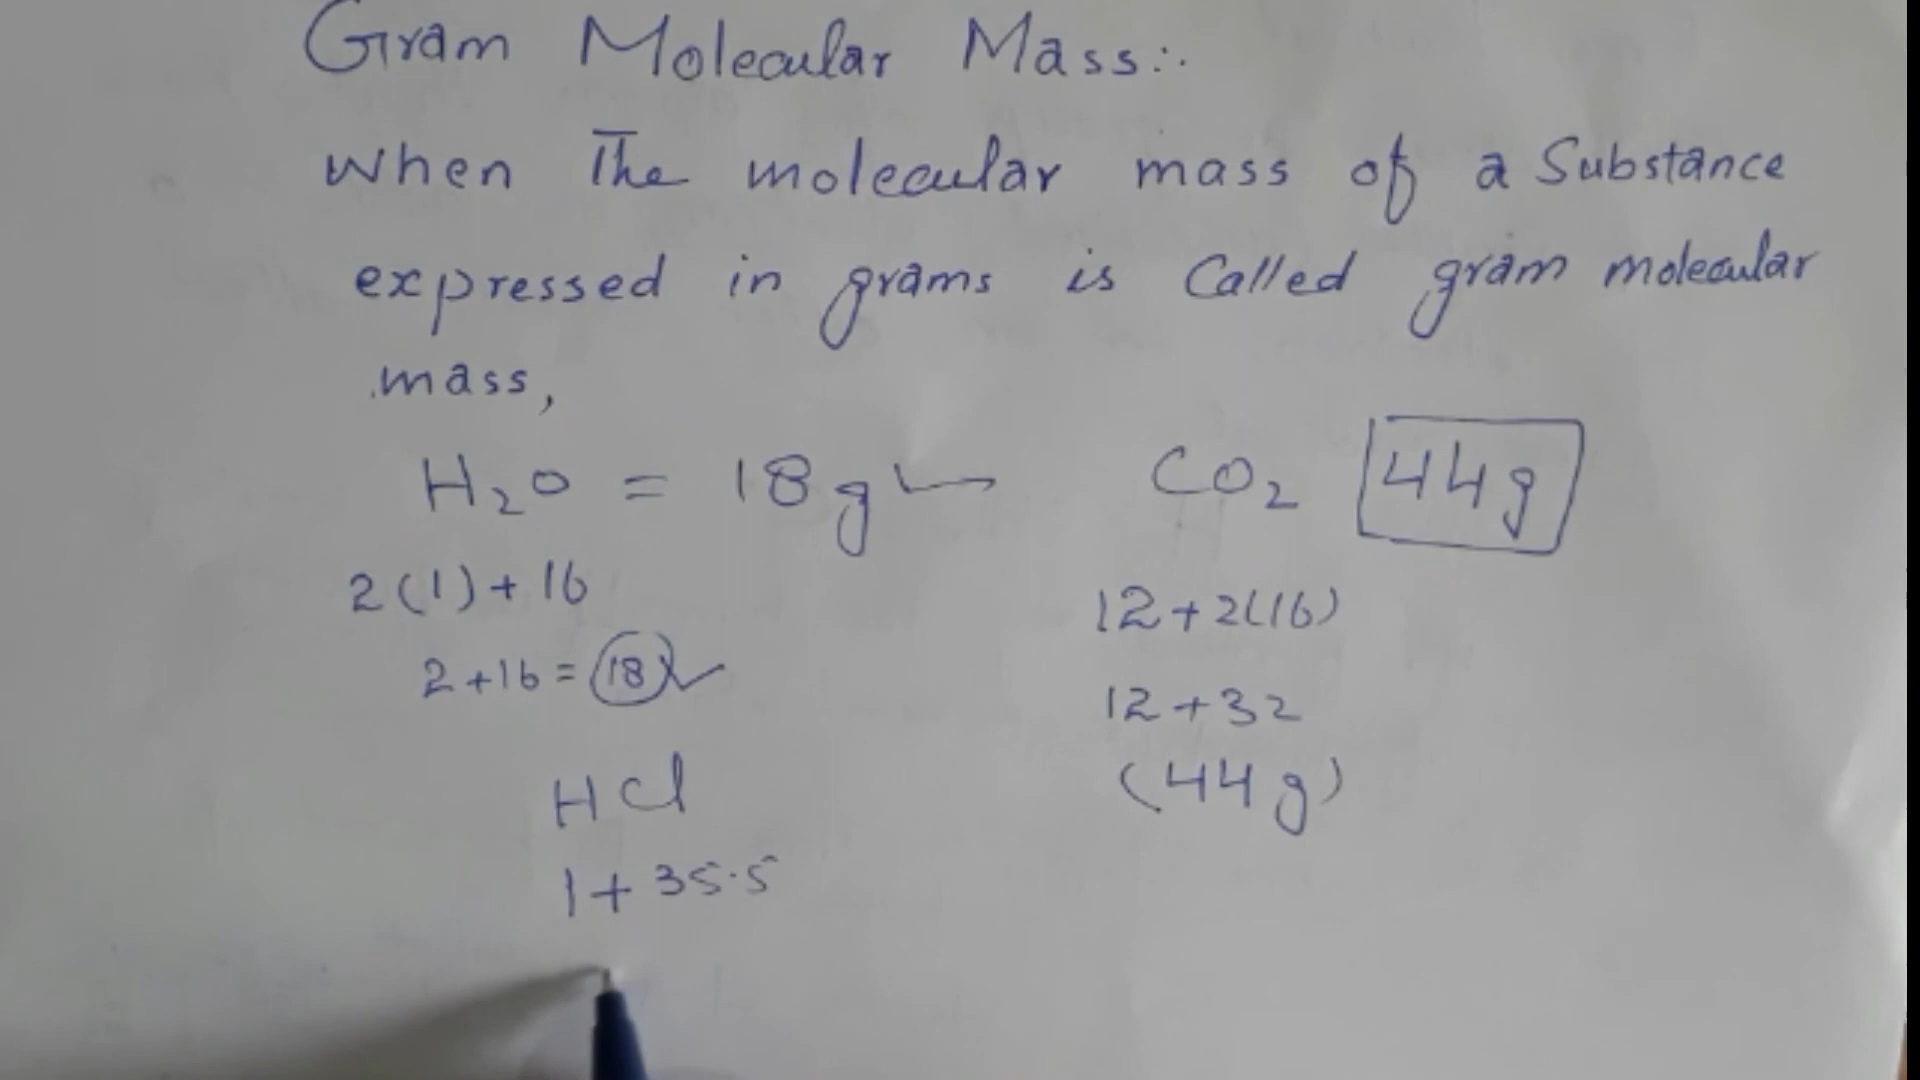 Gram Molecular Mass:.
When The molecular mass of a Substance
expressed in grams is Called gram molecular
mass,
H₂O = 18g
CO₂ 44g
2(1)+16
2+16=18
12+2(16)
12+32
(44g)
HCl
1+35.5